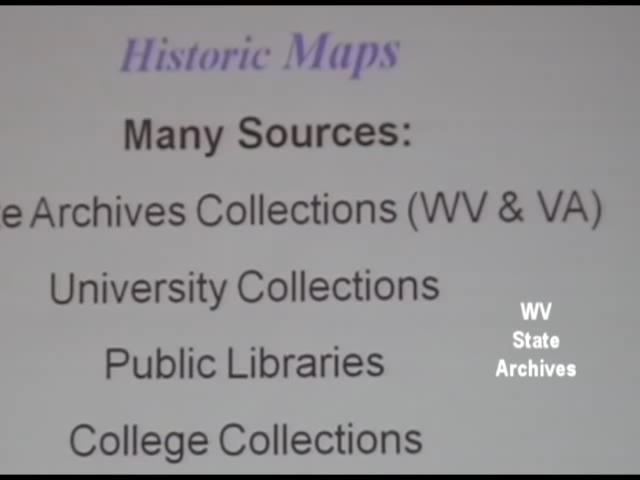 Historic Maps
Many Sources:
e Archives Collections (WV & VA)
University Collections
Public Libraries
College Collections
WV
State
Archives